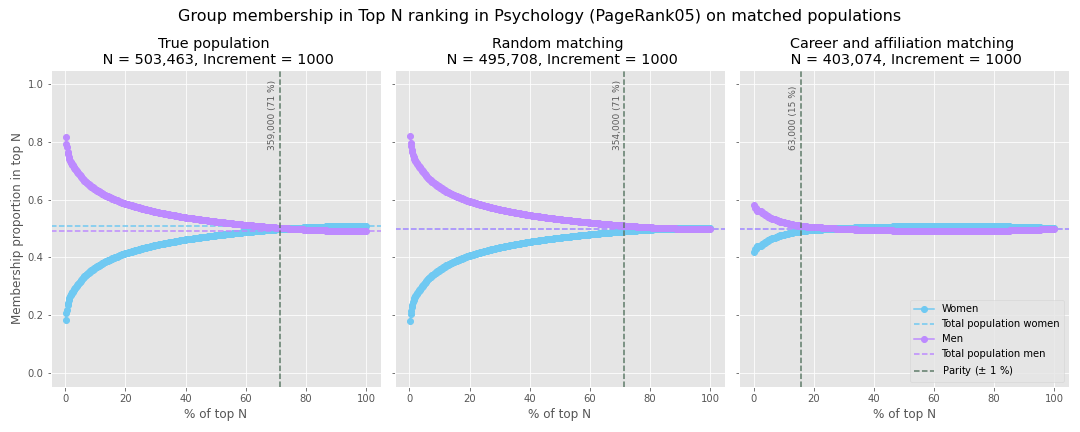 Group membership in Top N ranking in Psychology (PageRank05) on matched populations
True population
N = 503,463, Increment = 1000
Random matching
N = 495,708, Increment = 1000
Career and affiliation matching
N = 403,074, Increment = 1000
Membership proportion in top N
1.0
0.8
0.6
0.4
0.2
0.0
359,000 (71 %)
354,000 (71 %)
63,000 (15 %)
Women
Total population women
Men
Total population men
Parity (± 1 %)
0 20 40 60 80 100
0 20 40 60 80 100
0 20 40 60 80 100
% of top N
% of top N
% of top N